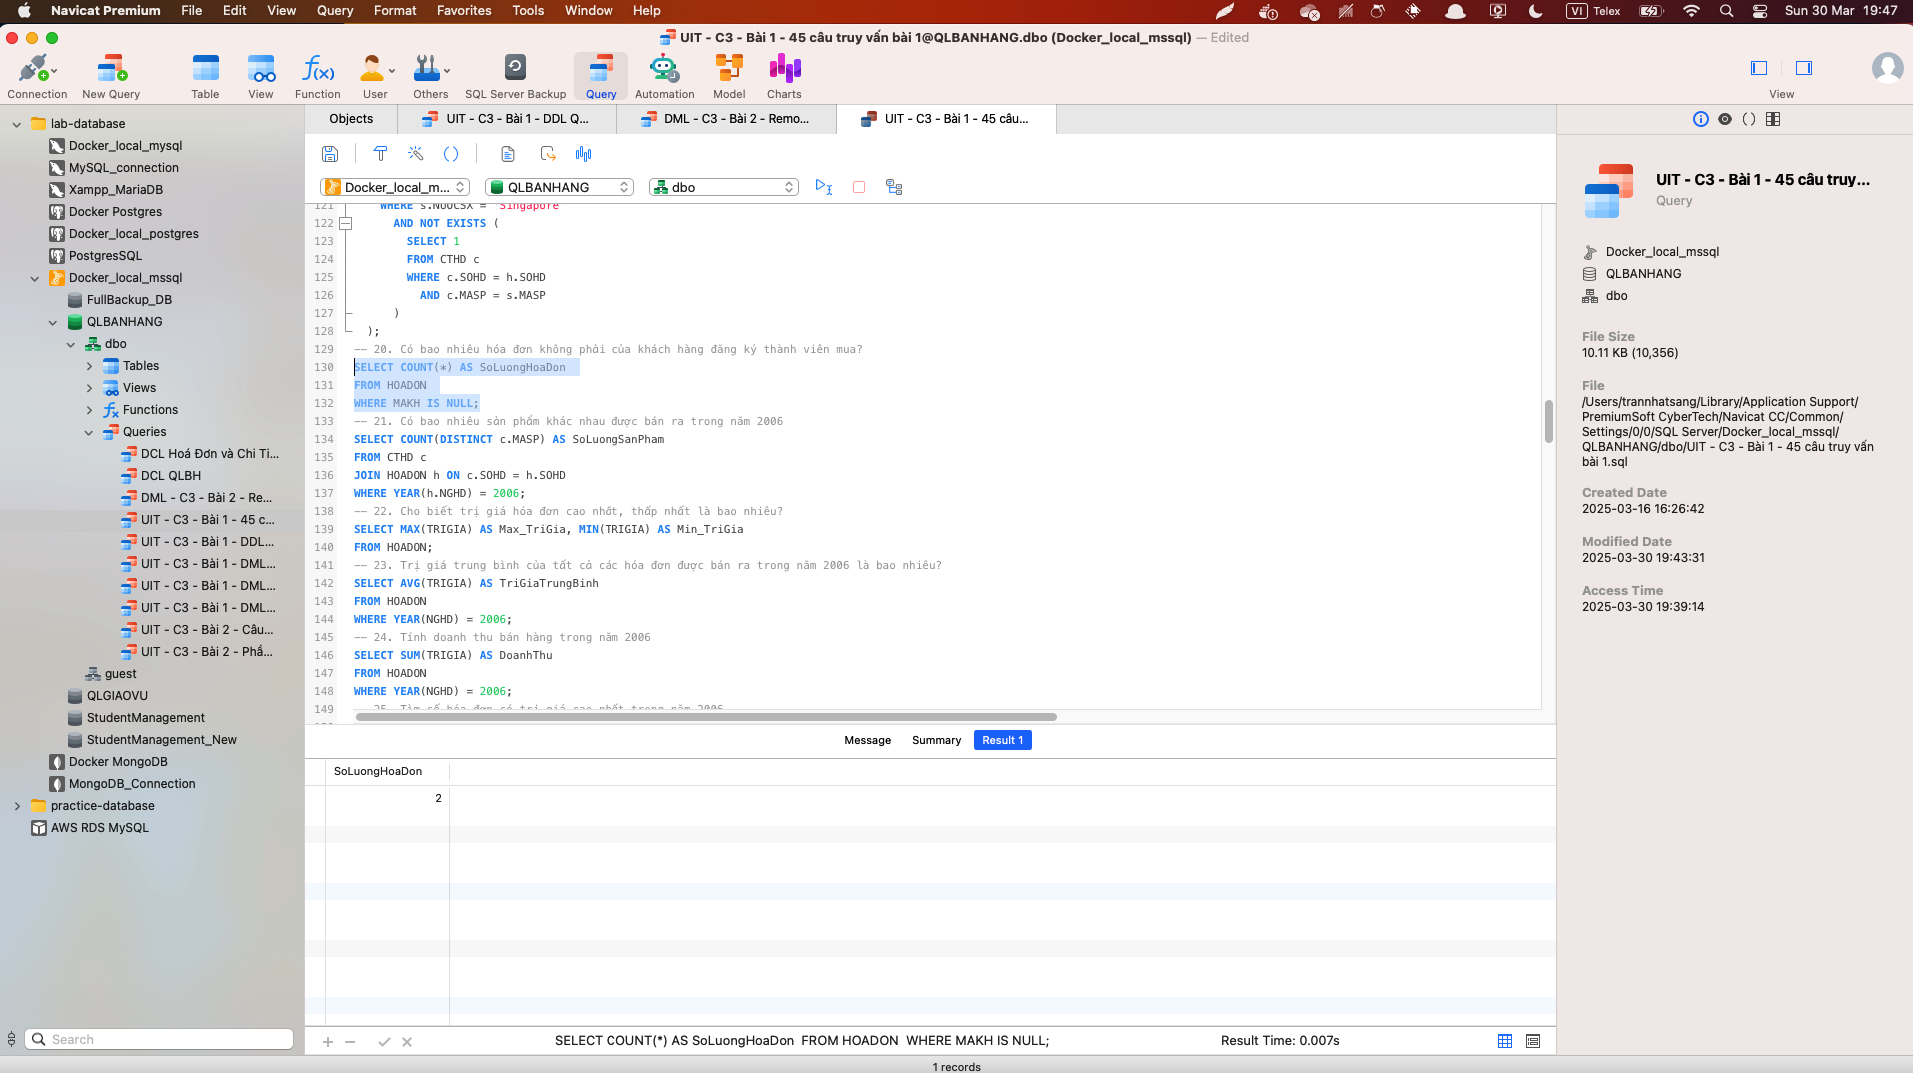 Navicat Premium File Edit View Query Format Favorites Tools Window Help VI Telex Sun 30 Mar 19:47
UIT - C3 - Bài 1 - 45 câu truy vấn bài 1@QLBANHANG.dbo (Docker_local_mssql) — Edited
Connection New Query Table View Function User Others SQL Server Backup Query Automation Model Charts View
Objects UIT - C3 - Bài 1 - DDL Q... DML - C3 - Bài 2 - Remo... UIT - C3 - Bài 1 - 45 câu...
Docker_local_m... QLBANHANG dbo
lab-database
Docker_local_mysql
MySQL_connection
Xampp_MariaDB
Docker Postgres
Docker_local_postgres
PostgresSQL
Docker_local_mssql
FullBackup_DB
QLBANHANG
dbo
Tables
Views
Functions
Queries
DCL Hoá Đơn và Chi Ti...
DCL QLBH
DML - C3 - Bài 2 - Re...
UIT - C3 - Bài 1 - 45 c...
UIT - C3 - Bài 1 - DDL...
UIT - C3 - Bài 1 - DML...
UIT - C3 - Bài 1 - DML...
UIT - C3 - Bài 1 - DML...
UIT - C3 - Bài 2 - Câu...
UIT - C3 - Bài 2 - Phầ...
guest
QLGIAOVU
StudentManagement
StudentManagement_New
Docker MongoDB
MongoDB_Connection
practice-database
AWS RDS MySQL
Search
121 WHERE s.NUOCSX = 'Singapore'
122 AND NOT EXISTS (
123 SELECT 1
124 FROM CTHD c
125 WHERE c.SOHD = h.SOHD
126 AND c.MASP = s.MASP
127 )
128 );
129 -- 20. Có bao nhiêu hóa đơn không phải của khách hàng đăng ký thành viên mua?
130 SELECT COUNT(*) AS SoLuongHoaDon
131 FROM HOADON
132 WHERE MAKH IS NULL;
133 -- 21. Có bao nhiêu sản phẩm khác nhau được bán ra trong năm 2006
134 SELECT COUNT(DISTINCT c.MASP) AS SoLuongSanPham
135 FROM CTHD c
136 JOIN HOADON h ON c.SOHD = h.SOHD
137 WHERE YEAR(h.NGHD) = 2006;
138 -- 22. Cho biết trị giá hóa đơn cao nhất, thấp nhất là bao nhiêu?
139 SELECT MAX(TRIGIA) AS Max_TriGia, MIN(TRIGIA) AS Min_TriGia
140 FROM HOADON;
141 -- 23. Trị giá trung bình của tất cả các hóa đơn được bán ra trong năm 2006 là bao nhiêu?
142 SELECT AVG(TRIGIA) AS TriGiaTrungBinh
143 FROM HOADON
144 WHERE YEAR(NGHD) = 2006;
145 -- 24. Tính doanh thu bán hàng trong năm 2006
146 SELECT SUM(TRIGIA) AS DoanhThu
147 FROM HOADON
148 WHERE YEAR(NGHD) = 2006;
149 -- 25. Tìm số hóa đơn có trị giá cao nhất trong năm 2006
Message Summary Result 1
SoLuongHoaDon
2
SELECT COUNT(*) AS SoLuongHoaDon FROM HOADON WHERE MAKH IS NULL; Result Time: 0.007s
1 records
UIT - C3 - Bài 1 - 45 câu truy...
Query
Docker_local_mssql
QLBANHANG
dbo
File Size
10.11 KB (10,356)
File
/Users/trannhatsang/Library/Application Support/
PremiumSoft CyberTech/Navicat CC/Common/
Settings/0/0/SQL Server/Docker_local_mssql/
QLBANHANG/dbo/UIT - C3 - Bài 1 - 45 câu truy vấn
bài 1.sql
Created Date
2025-03-16 16:26:42
Modified Date
2025-03-30 19:43:31
Access Time
2025-03-30 19:39:14